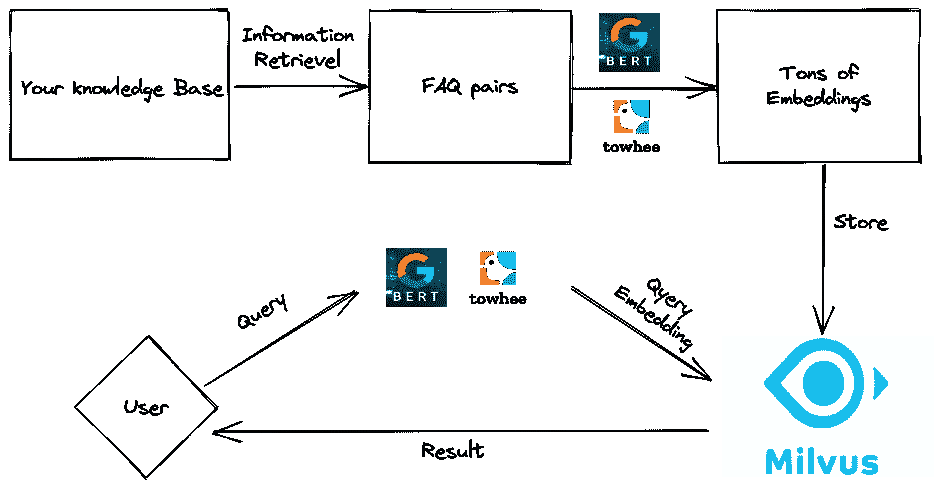 Your knowledge Base
Information
Retrievel
FAQ pairs
G
BERT
towhee
Tons of
Embeddings
Store
G
BERT
towhee
Query
Qyery
Embedding
User
Result
Milvus